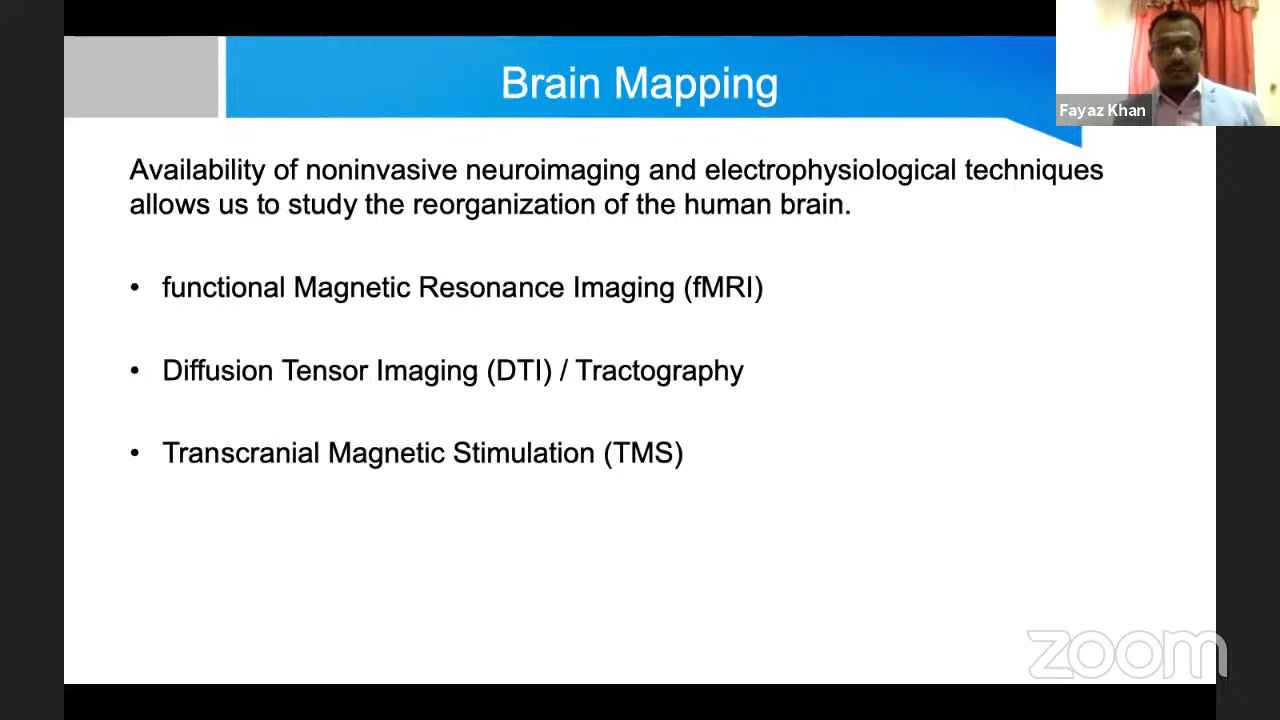 Brain Mapping
Fayaz Khan
Availability of noninvasive neuroimaging and electrophysiological techniques
allows us to study the reorganization of the human brain.
• functional Magnetic Resonance Imaging (fMRI)
• Diffusion Tensor Imaging (DTI) / Tractography
• Transcranial Magnetic Stimulation (TMS)
zoom